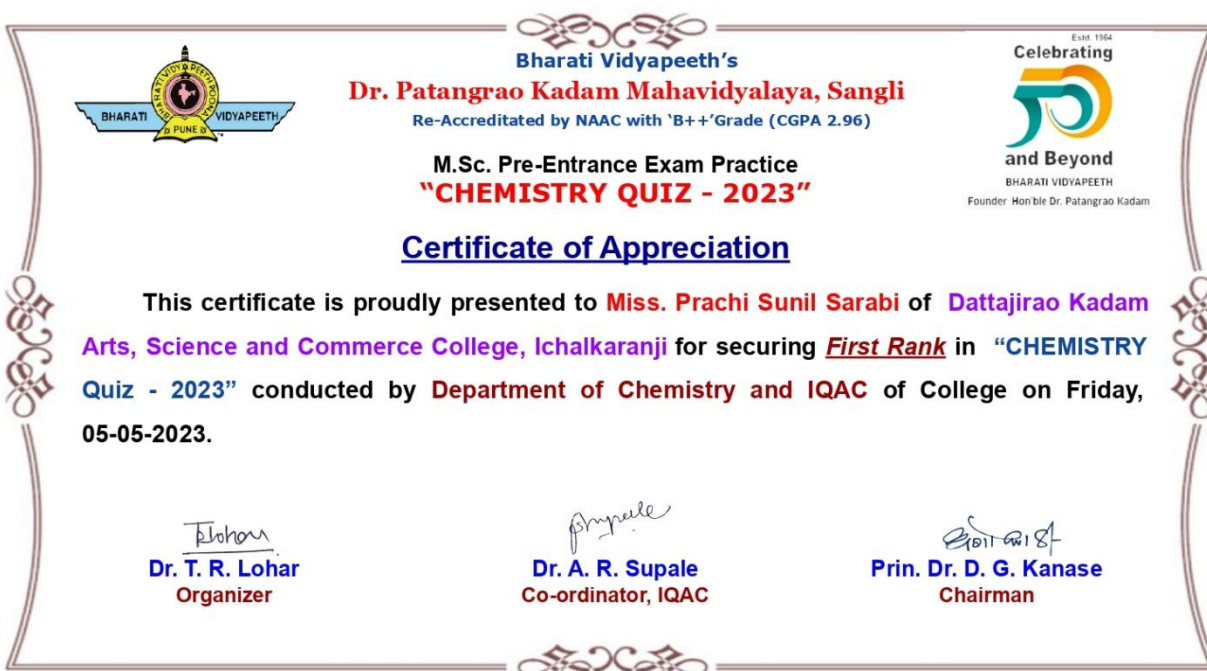 Bharati Vidyapeeth's
Dr. Patangrao Kadam Mahavidyalaya, Sangli
Re-Accreditated by NAAC with 'B++'Grade (CGPA 2.96)
M.Sc. Pre-Entrance Exam Practice
"CHEMISTRY QUIZ - 2023"
BHARATI VIDYAPEETH POONA
BHARATI VIDYAPEETH
PUNE
TM
Estd. 1964
Celebrating
50
and Beyond
BHARATI VIDYAPEETH
Founder Hon'ble Dr. Patangrao Kadam
Certificate of Appreciation
This certificate is proudly presented to Miss. Prachi Sunil Sarabi of Dattajirao Kadam
Arts, Science and Commerce College, Ichalkaranji for securing First Rank in "CHEMISTRY
Quiz - 2023" conducted by Department of Chemistry and IQAC of College on Friday,
05-05-2023.
Dr. T. R. Lohar
Organizer
Dr. A. R. Supale
Co-ordinator, IQAC
Prin. Dr. D. G. Kanase
Chairman